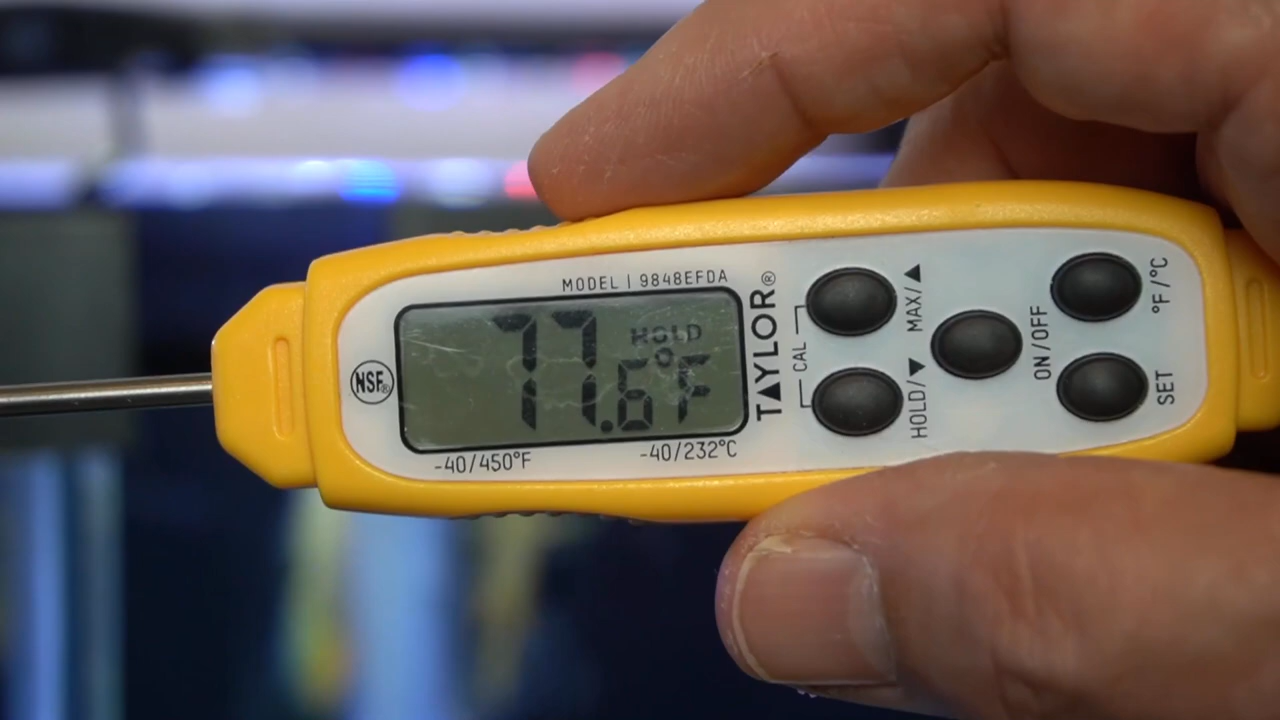 MODEL | 9848EFDA
NSF®
HOLD
77.6°F
-40/450°F
-40/232°C
TAYLOR®
CAL
MAX/▲
HOLD/▼
ON/OFF
°F/°C
SET